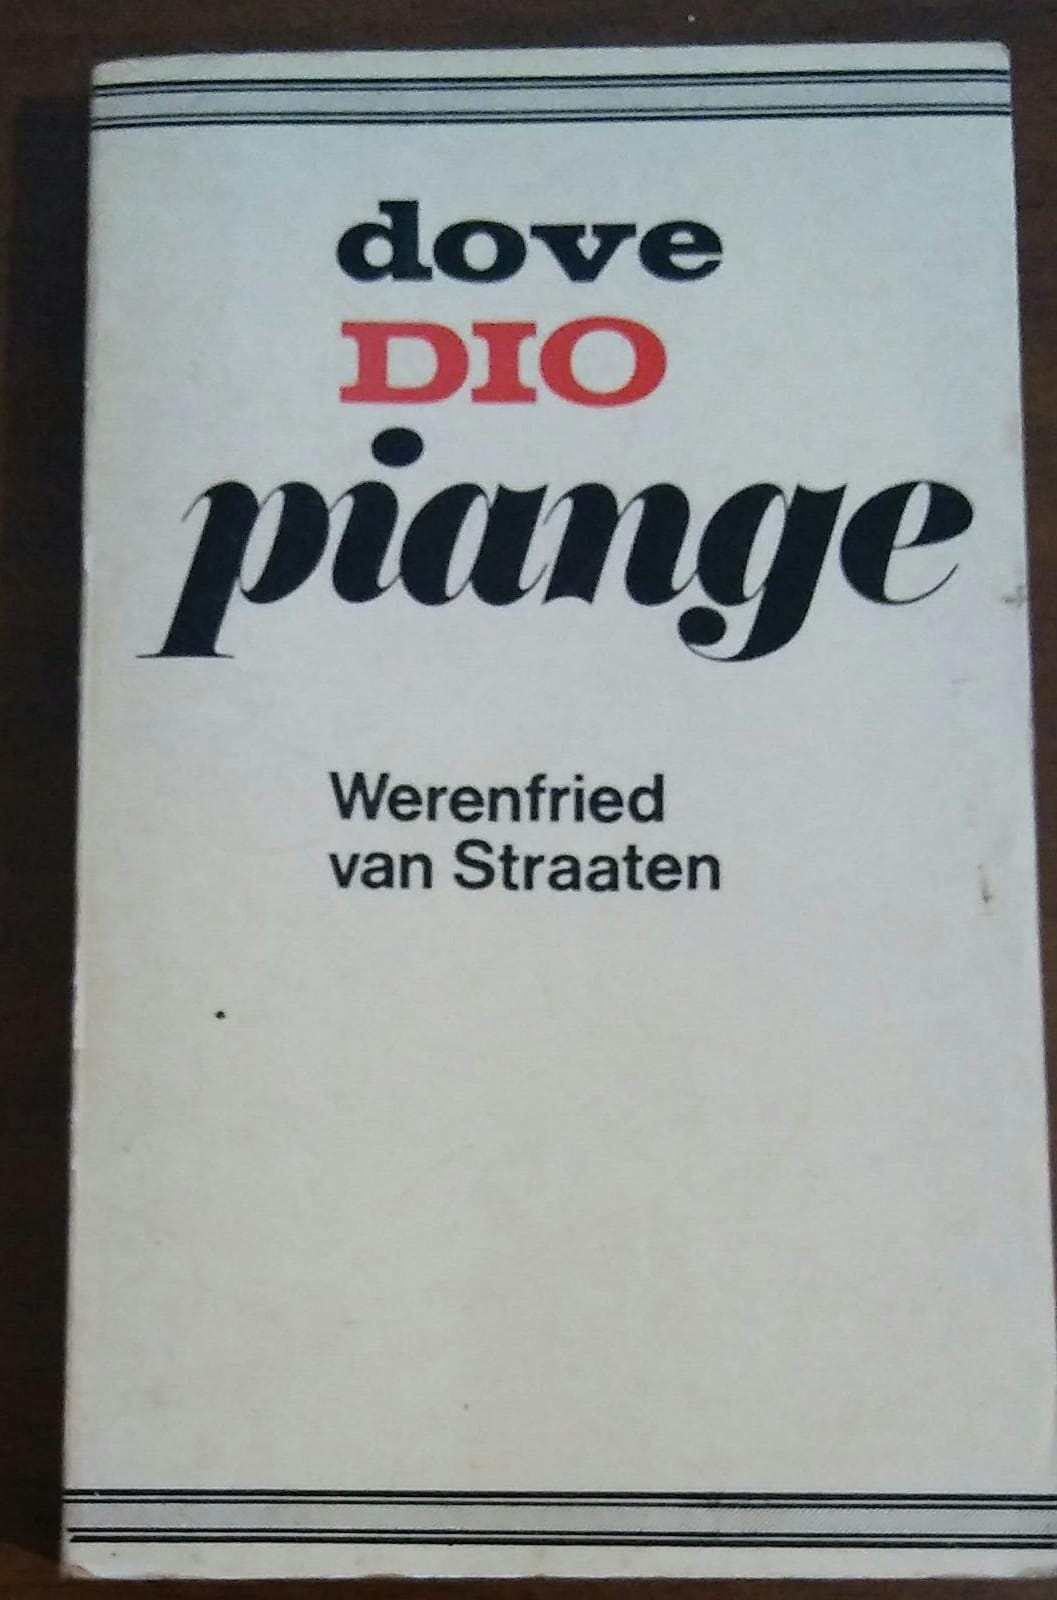 dove
DIO
piange
Werenfried
van Straaten